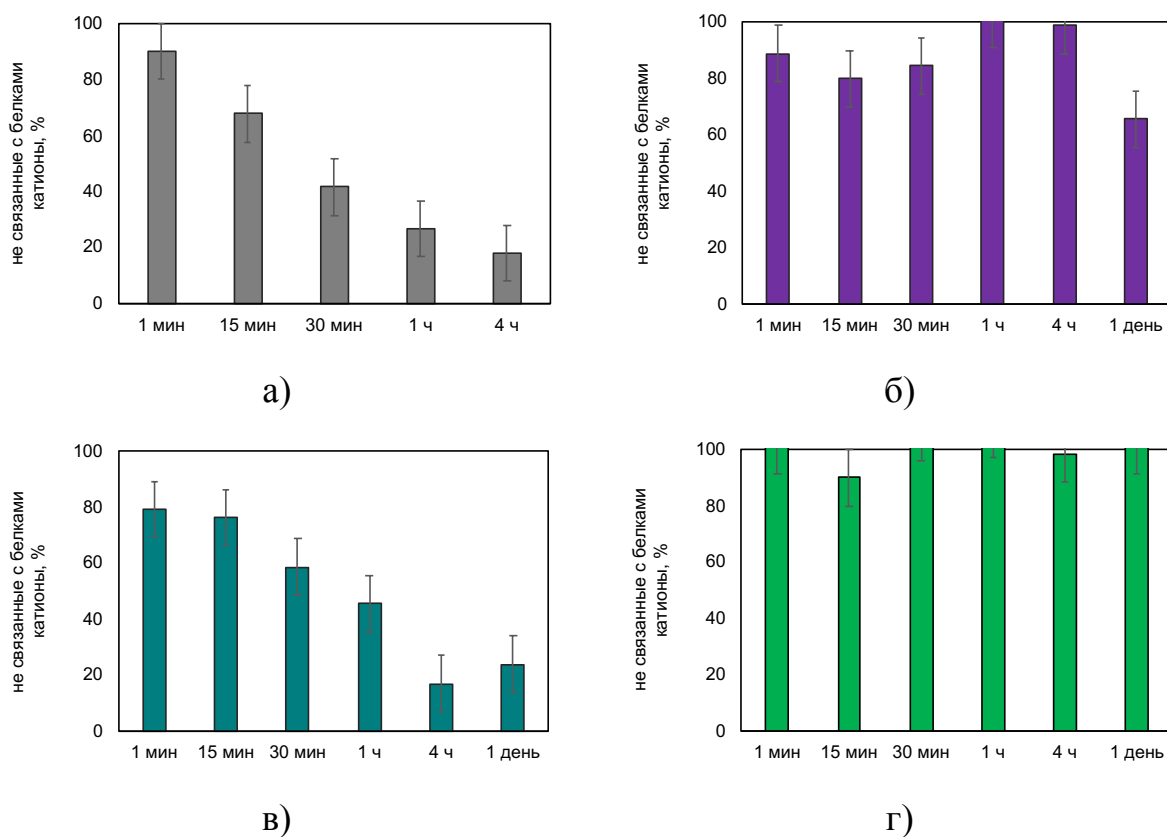 не связанные с белками
катионы, %
100
80
60
40
20
0
1 мин 15 мин 30 мин 1 ч 4 ч
а)
не связанные с белками
катионы, %
100
80
60
40
20
0
1 мин 15 мин 30 мин 1 ч 4 ч 1 день
б)
не связанные с белками
катионы, %
100
80
60
40
20
0
1 мин 15 мин 30 мин 1 ч 4 ч 1 день
в)
не связанные с белками
катионы, %
100
80
60
40
20
0
1 мин 15 мин 30 мин 1 ч 4 ч 1 день
г)